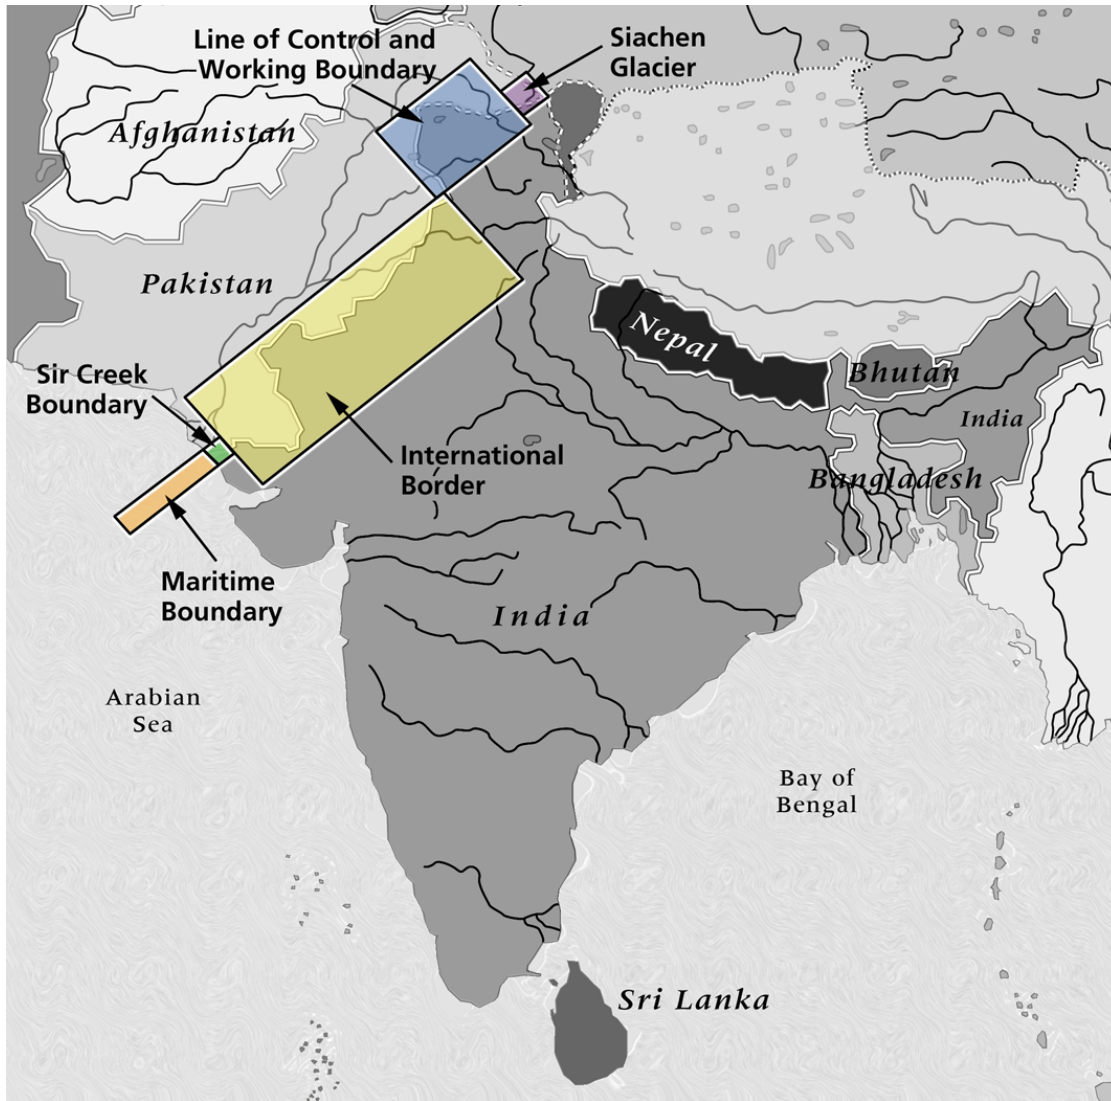 Line of Control and
Working Boundary
Siachen
Glacier
Afghanistan
Pakistan
Nepal
Sir Creek
Boundary
Bhutan
India
International
Border
Bangladesh
Maritime
Boundary
India
Arabian
Sea
Bay of
Bengal
Sri Lanka